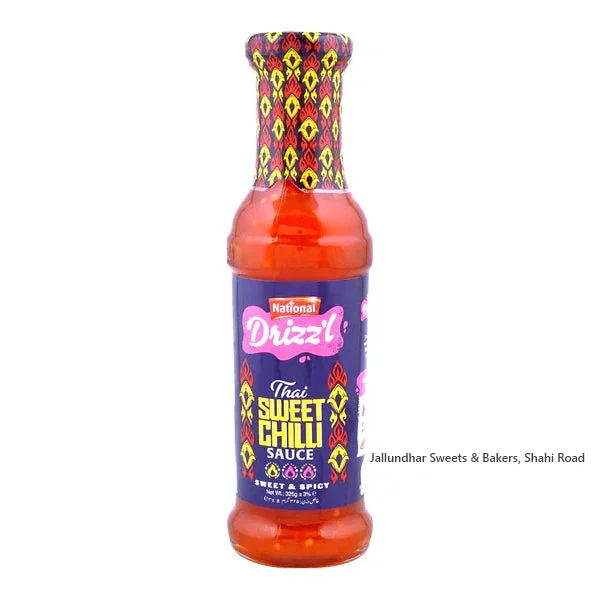 National
Drizz'l
Thai
SWEET
CHILLI
SAUCE
SWEET & SPICY
Net Wt.: 325g ± 3% e
Jallundhar Sweets & Bakers, Shahi Road